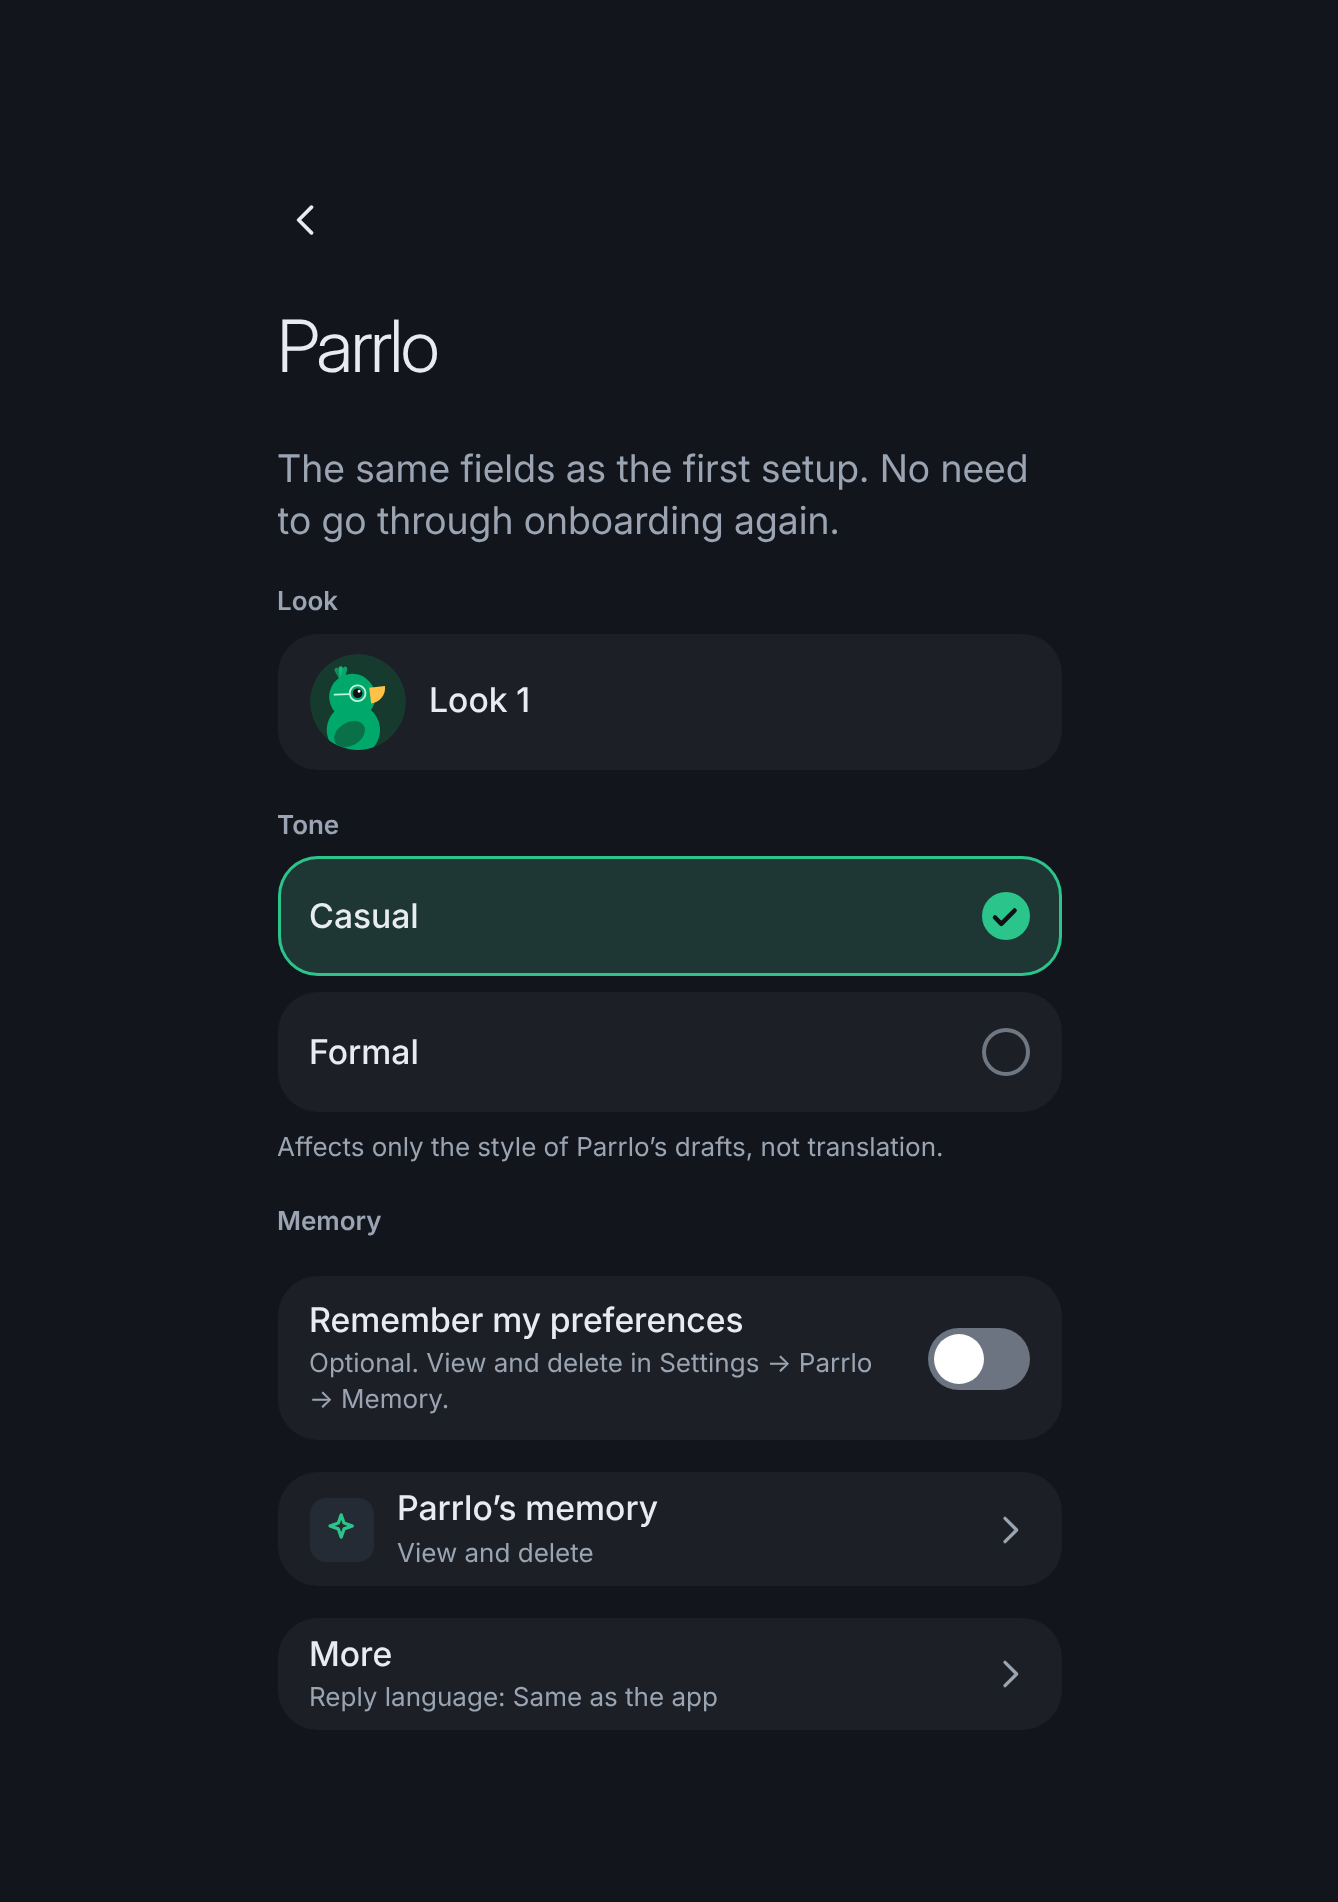 Parrlo
The same fields as the first setup. No need
to go through onboarding again.
Look
Look 1
Tone
Casual
Formal
Affects only the style of Parrlo’s drafts, not translation.
Memory
Remember my preferences
Optional. View and delete in Settings → Parrlo
→ Memory.
Parrlo’s memory
View and delete
More
Reply language: Same as the app